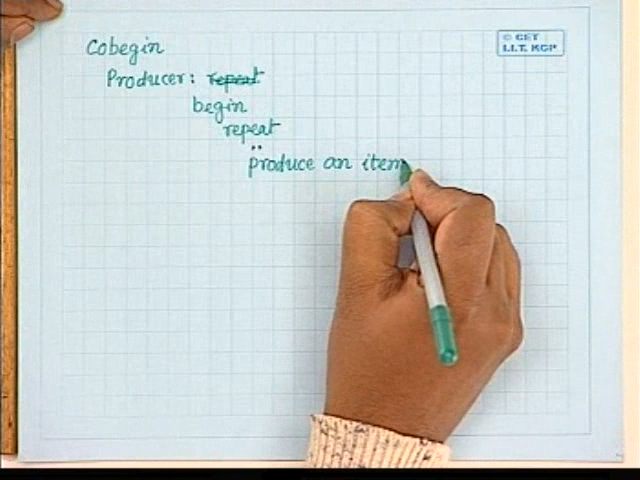 Cobegin
© CET
I.I.T. KGP
Producer: repeat
begin
repeat
produce an item